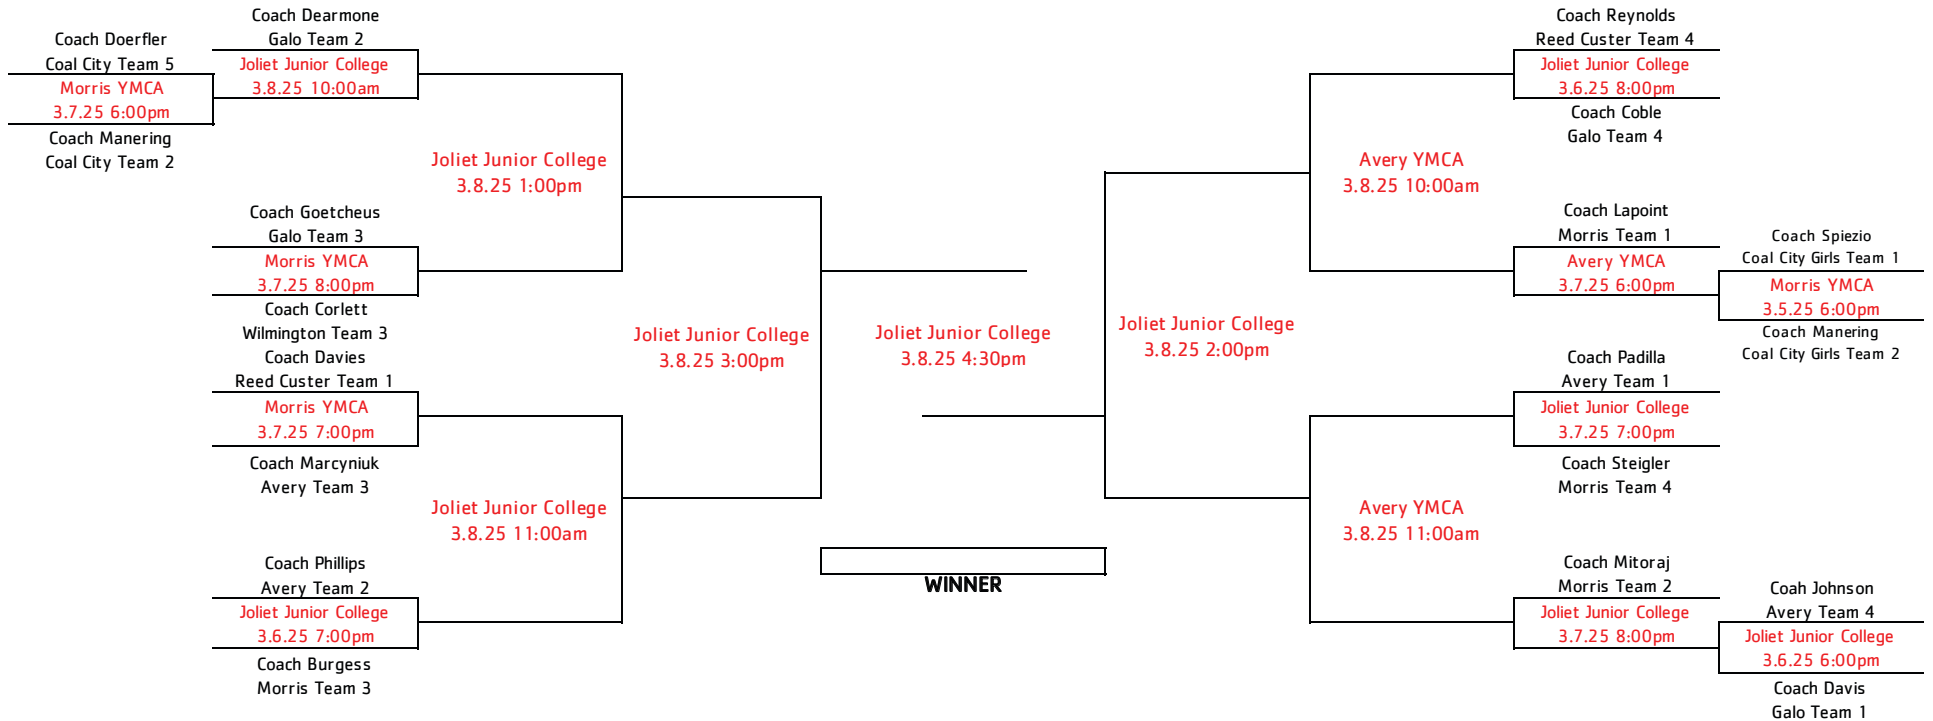 Coach Doerfler
Coal City Team 5
Morris YMCA
3.7.25 6:00pm
Coach Manering
Coal City Team 2
Coach Dearmone
Galo Team 2
Joliet Junior College
3.8.25 10:00am
Coach Goetcheus
Galo Team 3
Morris YMCA
3.7.25 8:00pm
Coach Corlett
Wilmington Team 3
Coach Davies
Reed Custer Team 1
Morris YMCA
3.7.25 7:00pm
Coach Marcyniuk
Avery Team 3
Coach Phillips
Avery Team 2
Joliet Junior College
3.6.25 7:00pm
Coach Burgess
Morris Team 3
Joliet Junior College
3.8.25 1:00pm
Joliet Junior College
3.8.25 11:00am
Joliet Junior College
3.8.25 3:00pm
Joliet Junior College
3.8.25 4:30pm
WINNER
Joliet Junior College
3.8.25 2:00pm
Avery YMCA
3.8.25 10:00am
Avery YMCA
3.8.25 11:00am
Coach Reynolds
Reed Custer Team 4
Joliet Junior College
3.6.25 8:00pm
Coach Coble
Galo Team 4
Coach Lapoint
Morris Team 1
Avery YMCA
3.7.25 6:00pm
Coach Spiezio
Coal City Girls Team 1
Morris YMCA
3.5.25 6:00pm
Coach Manering
Coal City Girls Team 2
Coach Padilla
Avery Team 1
Joliet Junior College
3.7.25 7:00pm
Coach Steigler
Morris Team 4
Coach Mitoraj
Morris Team 2
Joliet Junior College
3.7.25 8:00pm
Coah Johnson
Avery Team 4
Joliet Junior College
3.6.25 6:00pm
Coach Davis
Galo Team 1